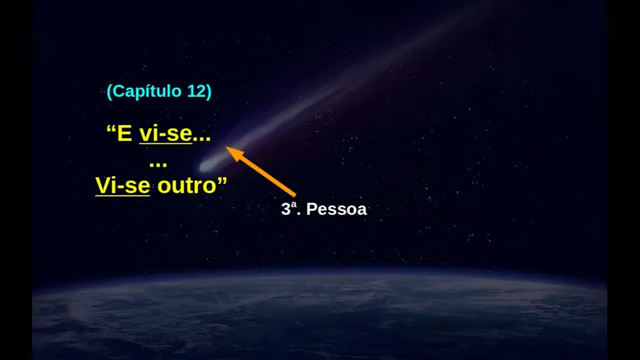 (Capítulo 12)
“E vi-se...
...
Vi-se outro”
3ª. Pessoa